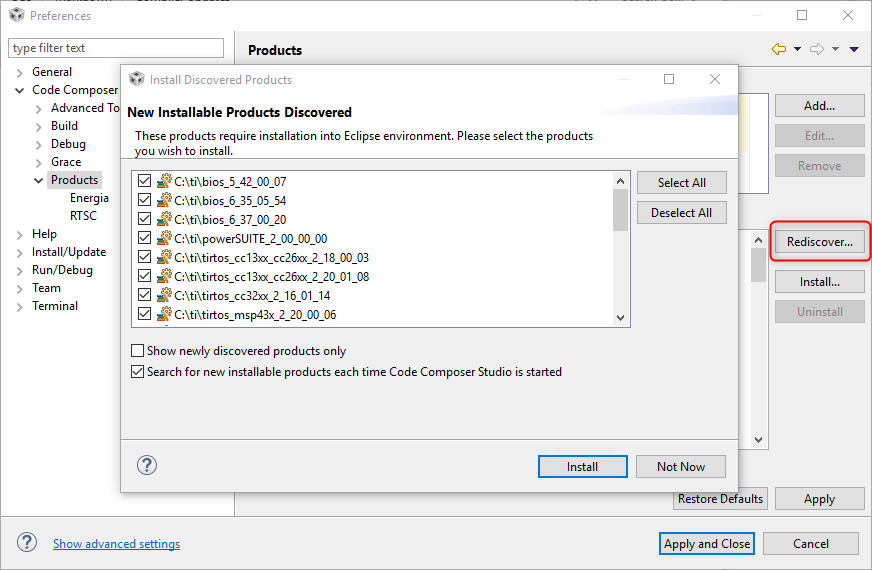 Preferences
type filter text
Products
General
Code Composer
Advanced To
Build
Debug
Grace
Products
Energia
RTSC
Help
Install/Update
Run/Debug
Team
Terminal
Install Discovered Products
New Installable Products Discovered
These products require installation into Eclipse environment. Please select the products
you wish to install.
C:\ti\bios_5_42_00_07
C:\ti\bios_6_35_05_54
C:\ti\bios_6_37_00_20
C:\ti\powerSUITE_2_00_00_00
C:\ti\tirtos_cc13xx_cc26xx_2_18_00_03
C:\ti\tirtos_cc13xx_cc26xx_2_20_01_08
C:\ti\tirtos_cc32xx_2_16_01_14
C:\ti\tirtos_msp43x_2_20_00_06
Select All
Deselect All
Show newly discovered products only
Search for new installable products each time Code Composer Studio is started
Install
Not Now
Add...
Edit...
Remove
Rediscover...
Install...
Uninstall
Restore Defaults
Apply
Show advanced settings
Apply and Close
Cancel